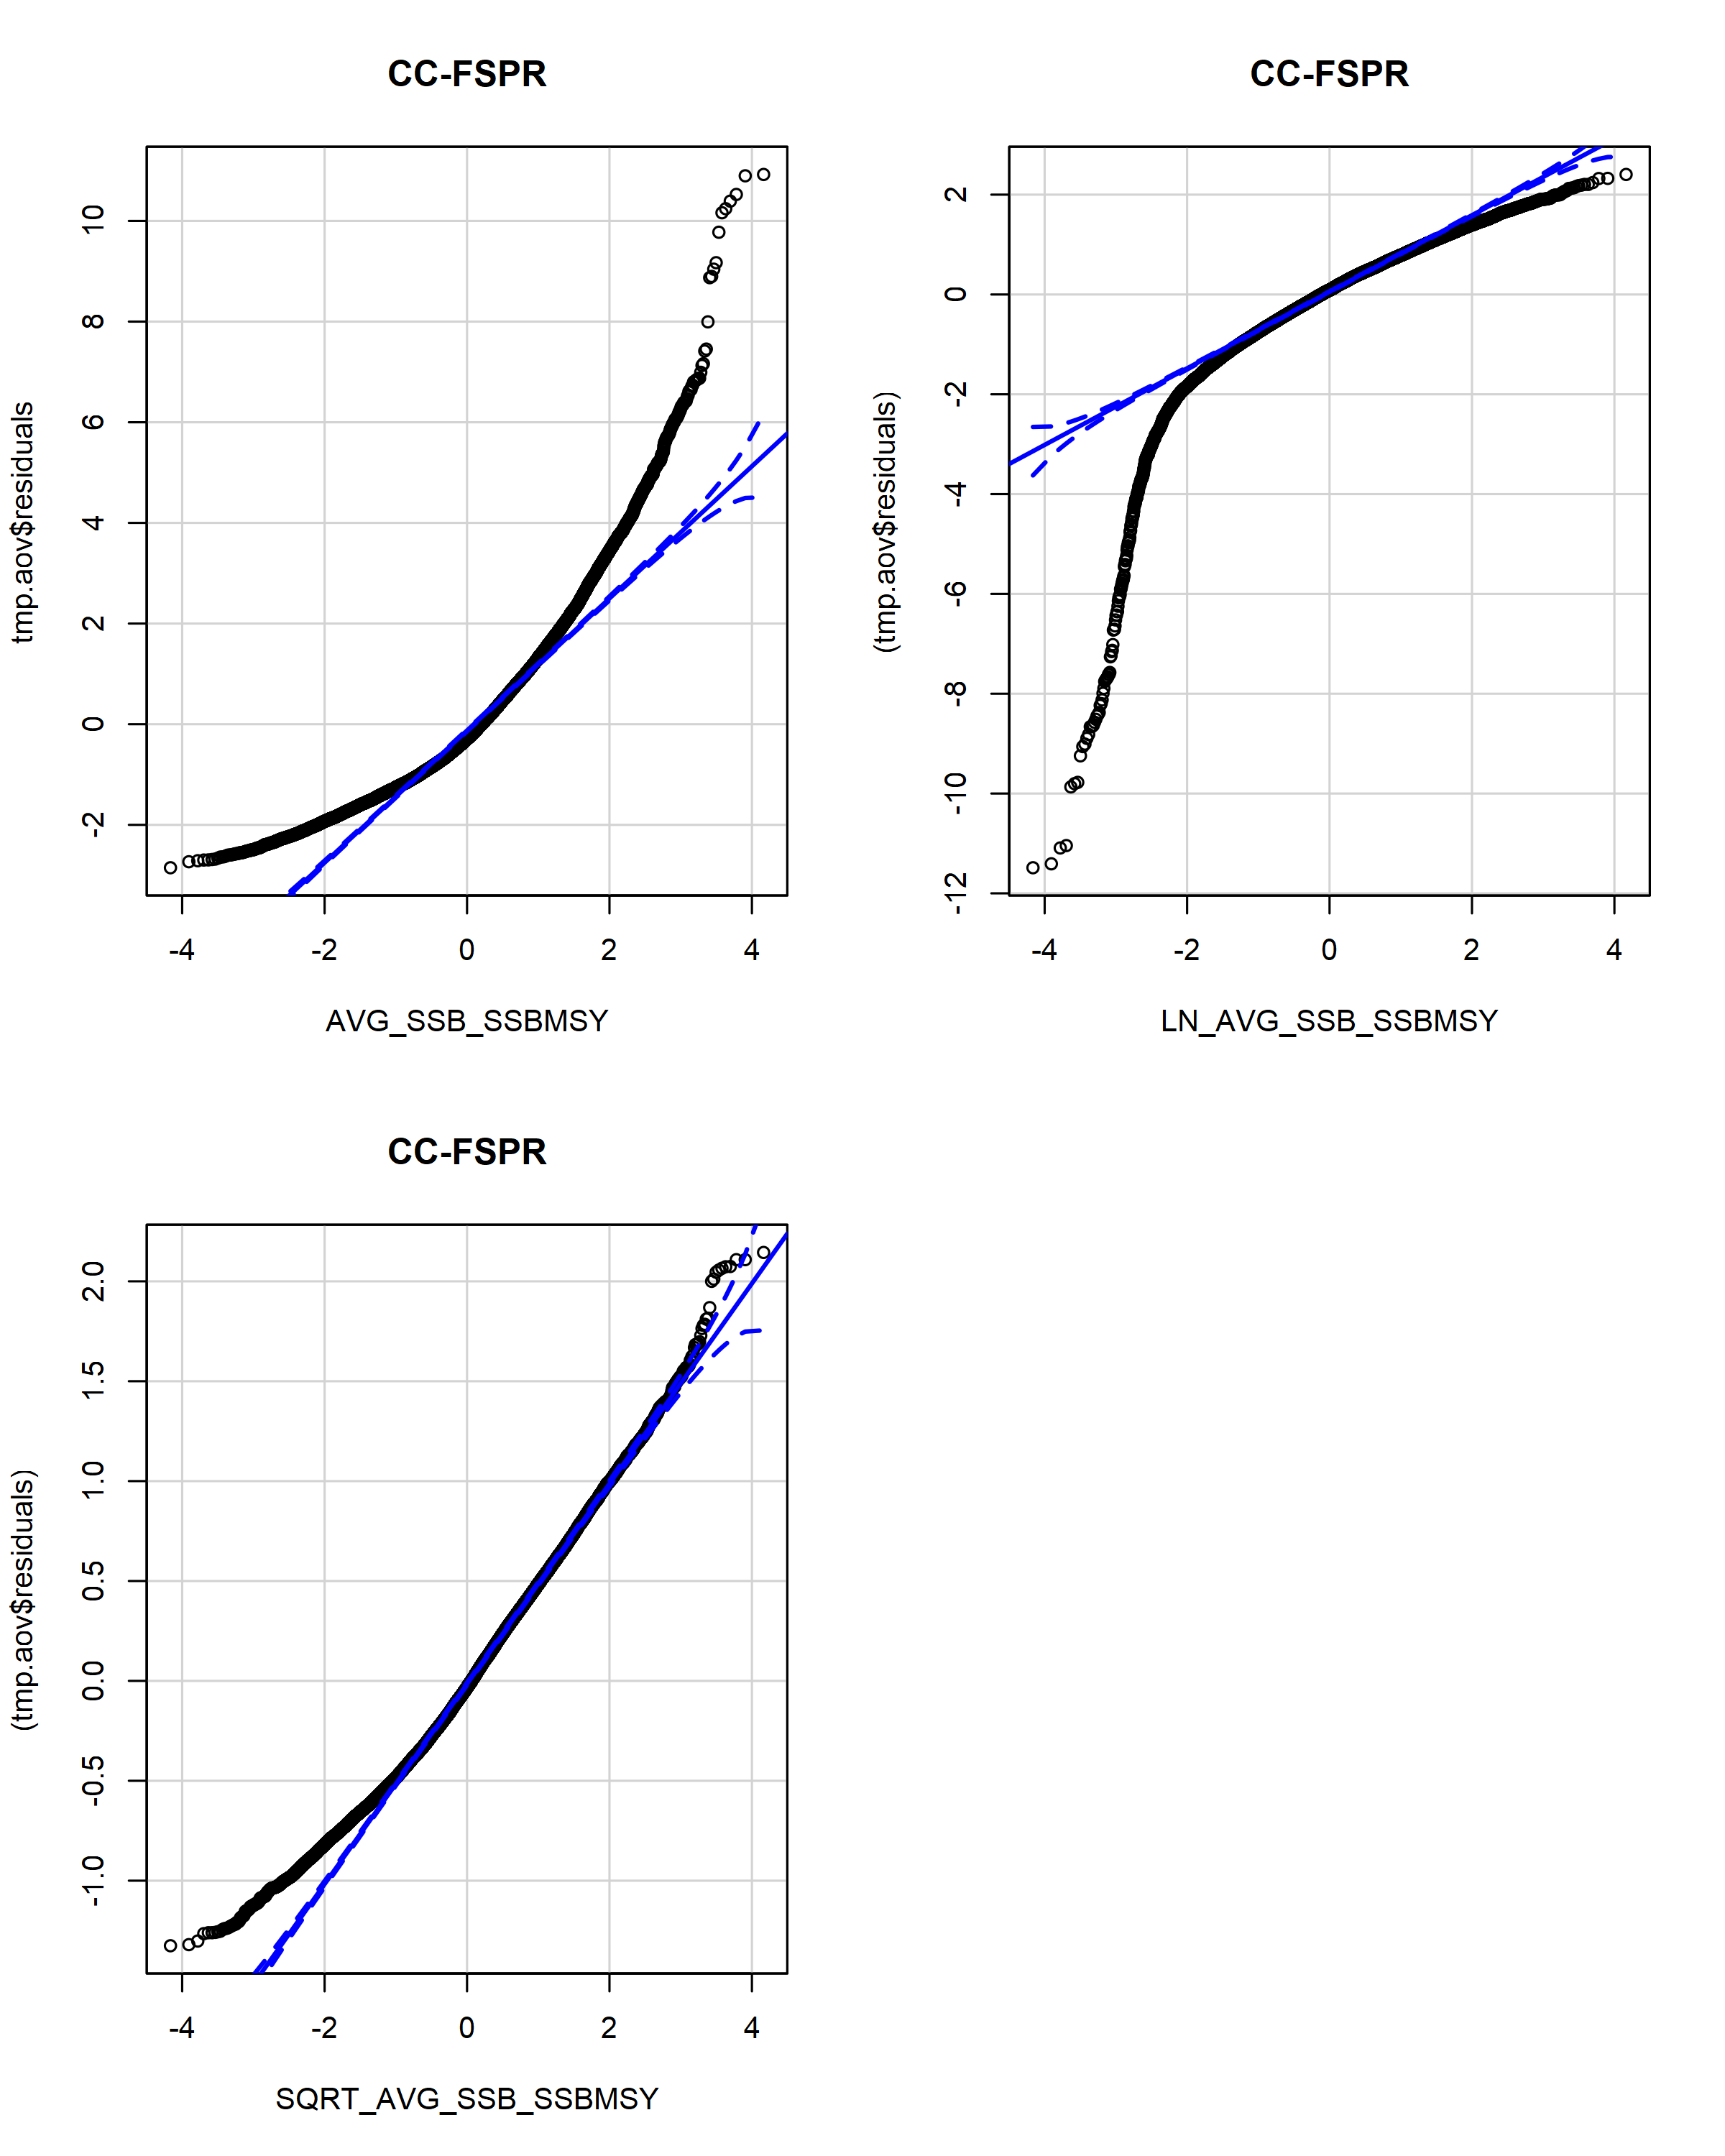 CC-FSPR
tmp.aov$residuals
10
8
6
4
2
0
-2
-4 -2 0 2 4
AVG_SSB_SSBMSY
CC-FSPR
(tmp.aov$residuals)
2
0
-2
-4
-6
-8
-10
-12
-4 -2 0 2 4
LN_AVG_SSB_SSBMSY
CC-FSPR
(tmp.aov$residuals)
2.0
1.5
1.0
0.5
0.0
-0.5
-1.0
-4 -2 0 2 4
SQRT_AVG_SSB_SSBMSY